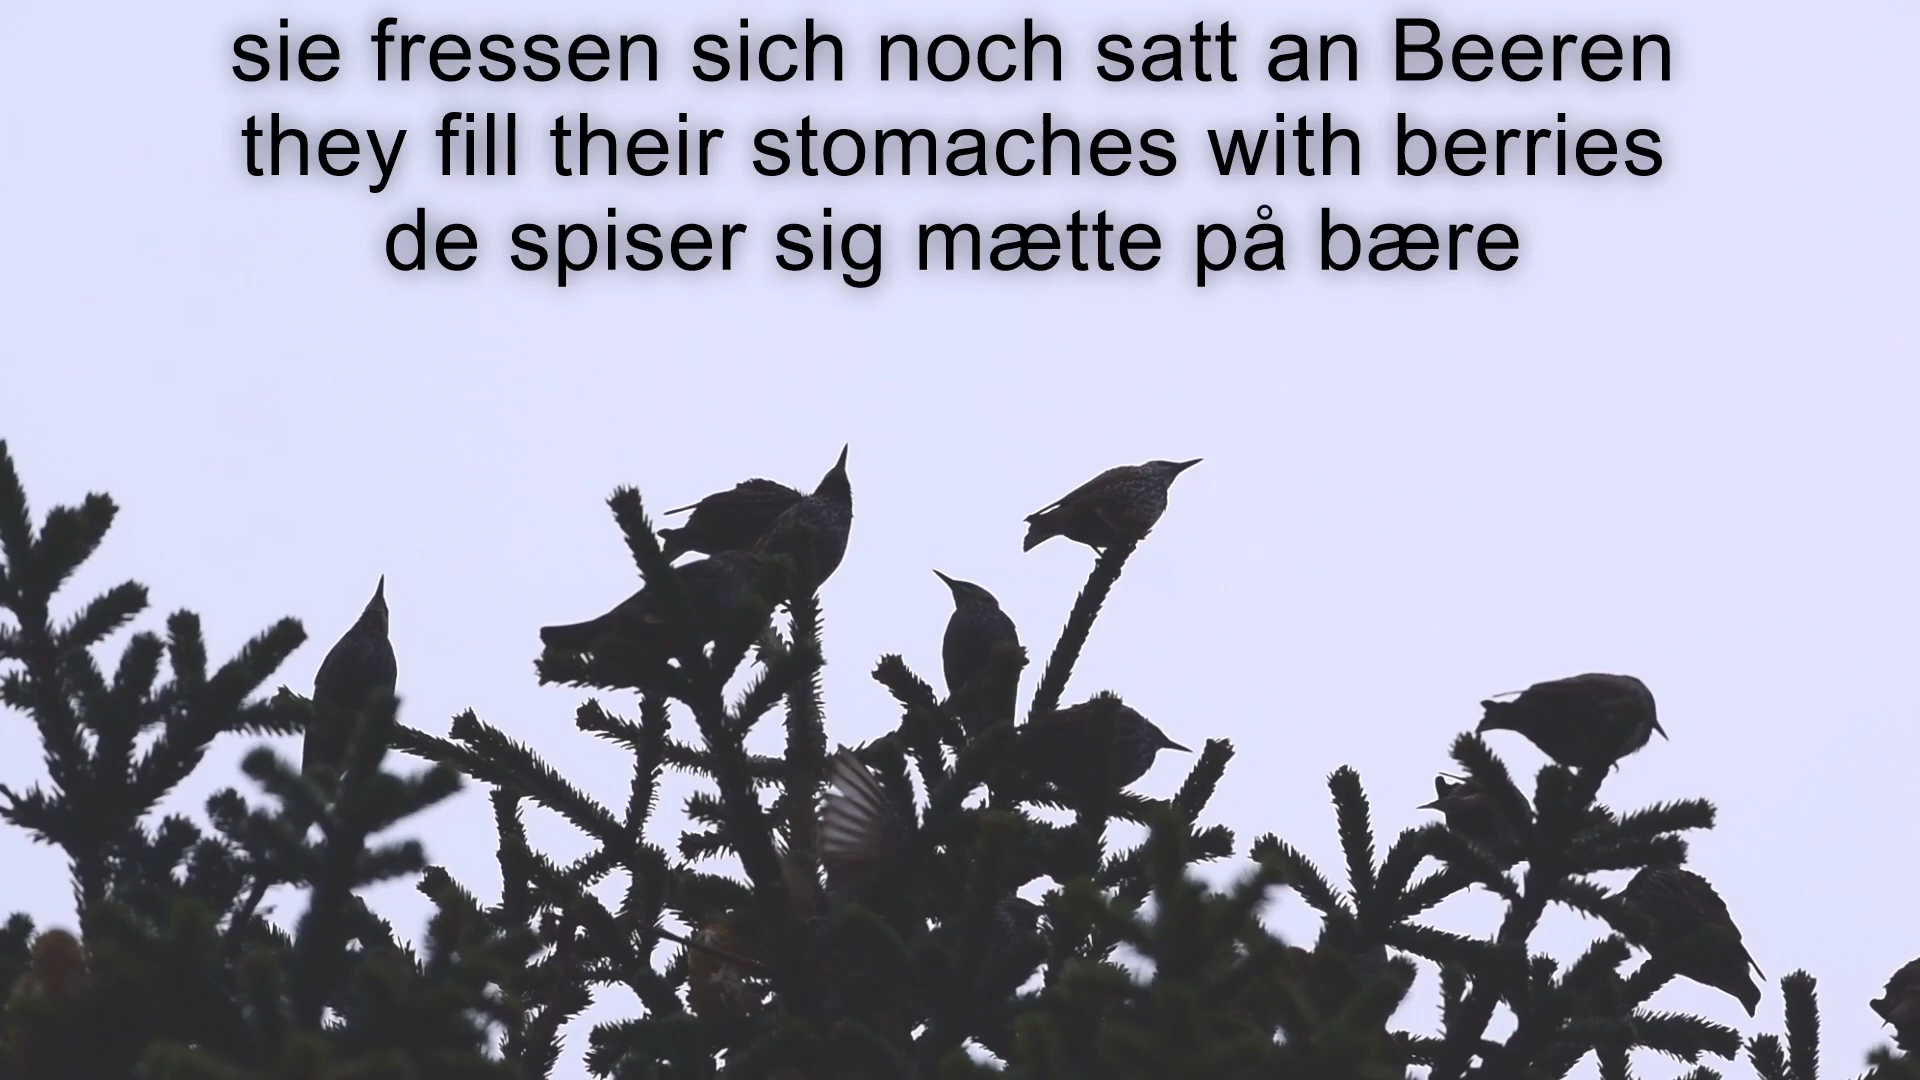 sie fressen sich noch satt an Beeren
they fill their stomaches with berries
de spiser sig mætte på bære